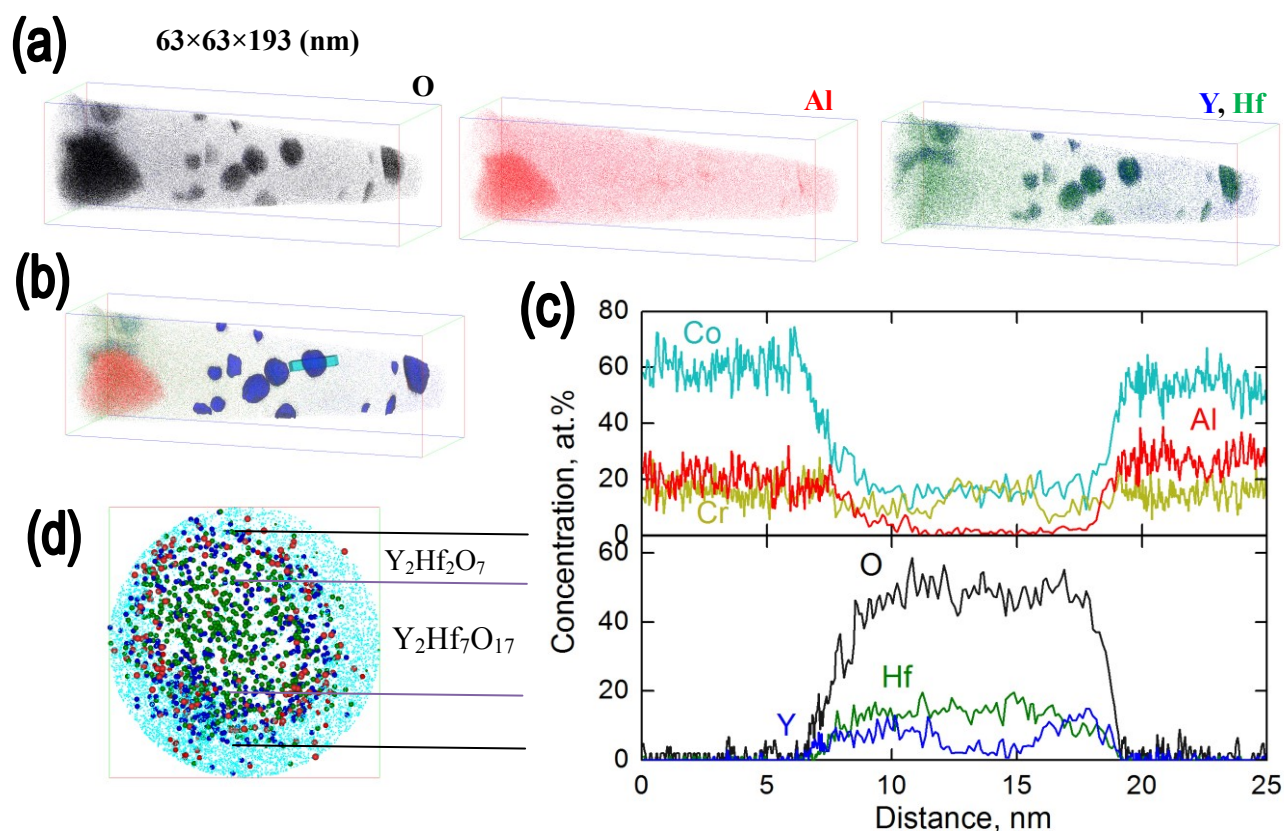 (a)
63×63×193 (nm)
O
Al
Y, Hf
(b)
(c)
80
60
40
20
0
Co
Al
Cr
Concentration, at.%
60
40
20
0
O
Hf
Y
0 5 10 15 20 25
Distance, nm
(d)
Y₂Hf₂O₇
Y₂Hf₇O₁₇